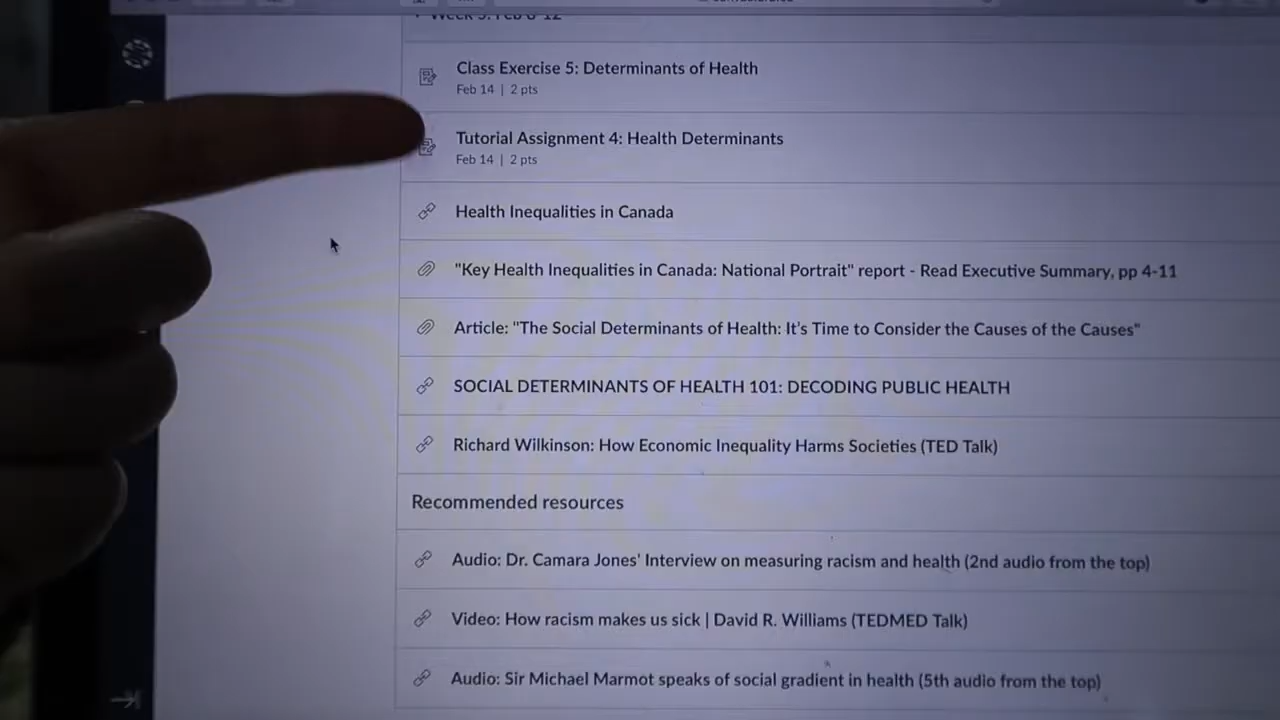 Class Exercise 5: Determinants of Health
Feb 14 | 2 pts
Tutorial Assignment 4: Health Determinants
Feb 14 | 2 pts
Health Inequalities in Canada
"Key Health Inequalities in Canada: National Portrait" report - Read Executive Summary, pp 4-11
Article: "The Social Determinants of Health: It's Time to Consider the Causes of the Causes"
SOCIAL DETERMINANTS OF HEALTH 101: DECODING PUBLIC HEALTH
Richard Wilkinson: How Economic Inequality Harms Societies (TED Talk)
Recommended resources
Audio: Dr. Camara Jones' Interview on measuring racism and health (2nd audio from the top)
Video: How racism makes us sick | David R. Williams (TEDMED Talk)
Audio: Sir Michael Marmot speaks of social gradient in health (5th audio from the top)